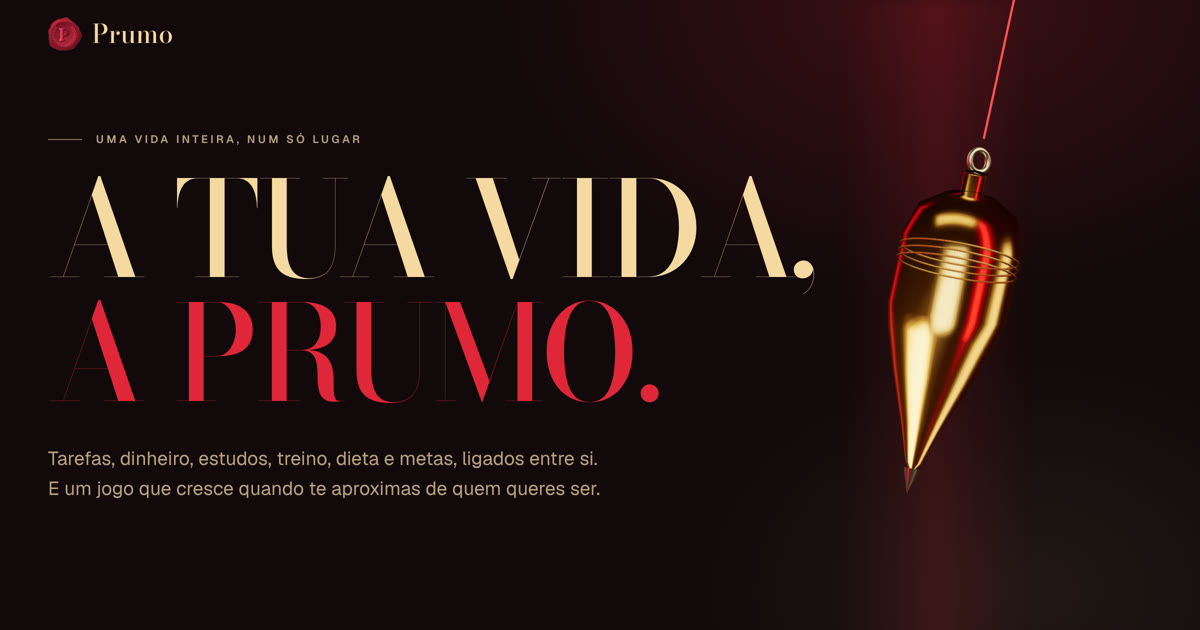 P
Prumo
UMA VIDA INTEIRA, NUM SÓ LUGAR
A TUA VIDA,
A PRUMO.
Tarefas, dinheiro, estudos, treino, dieta e metas, ligados entre si.
E um jogo que cresce quando te aproximas de quem queres ser.